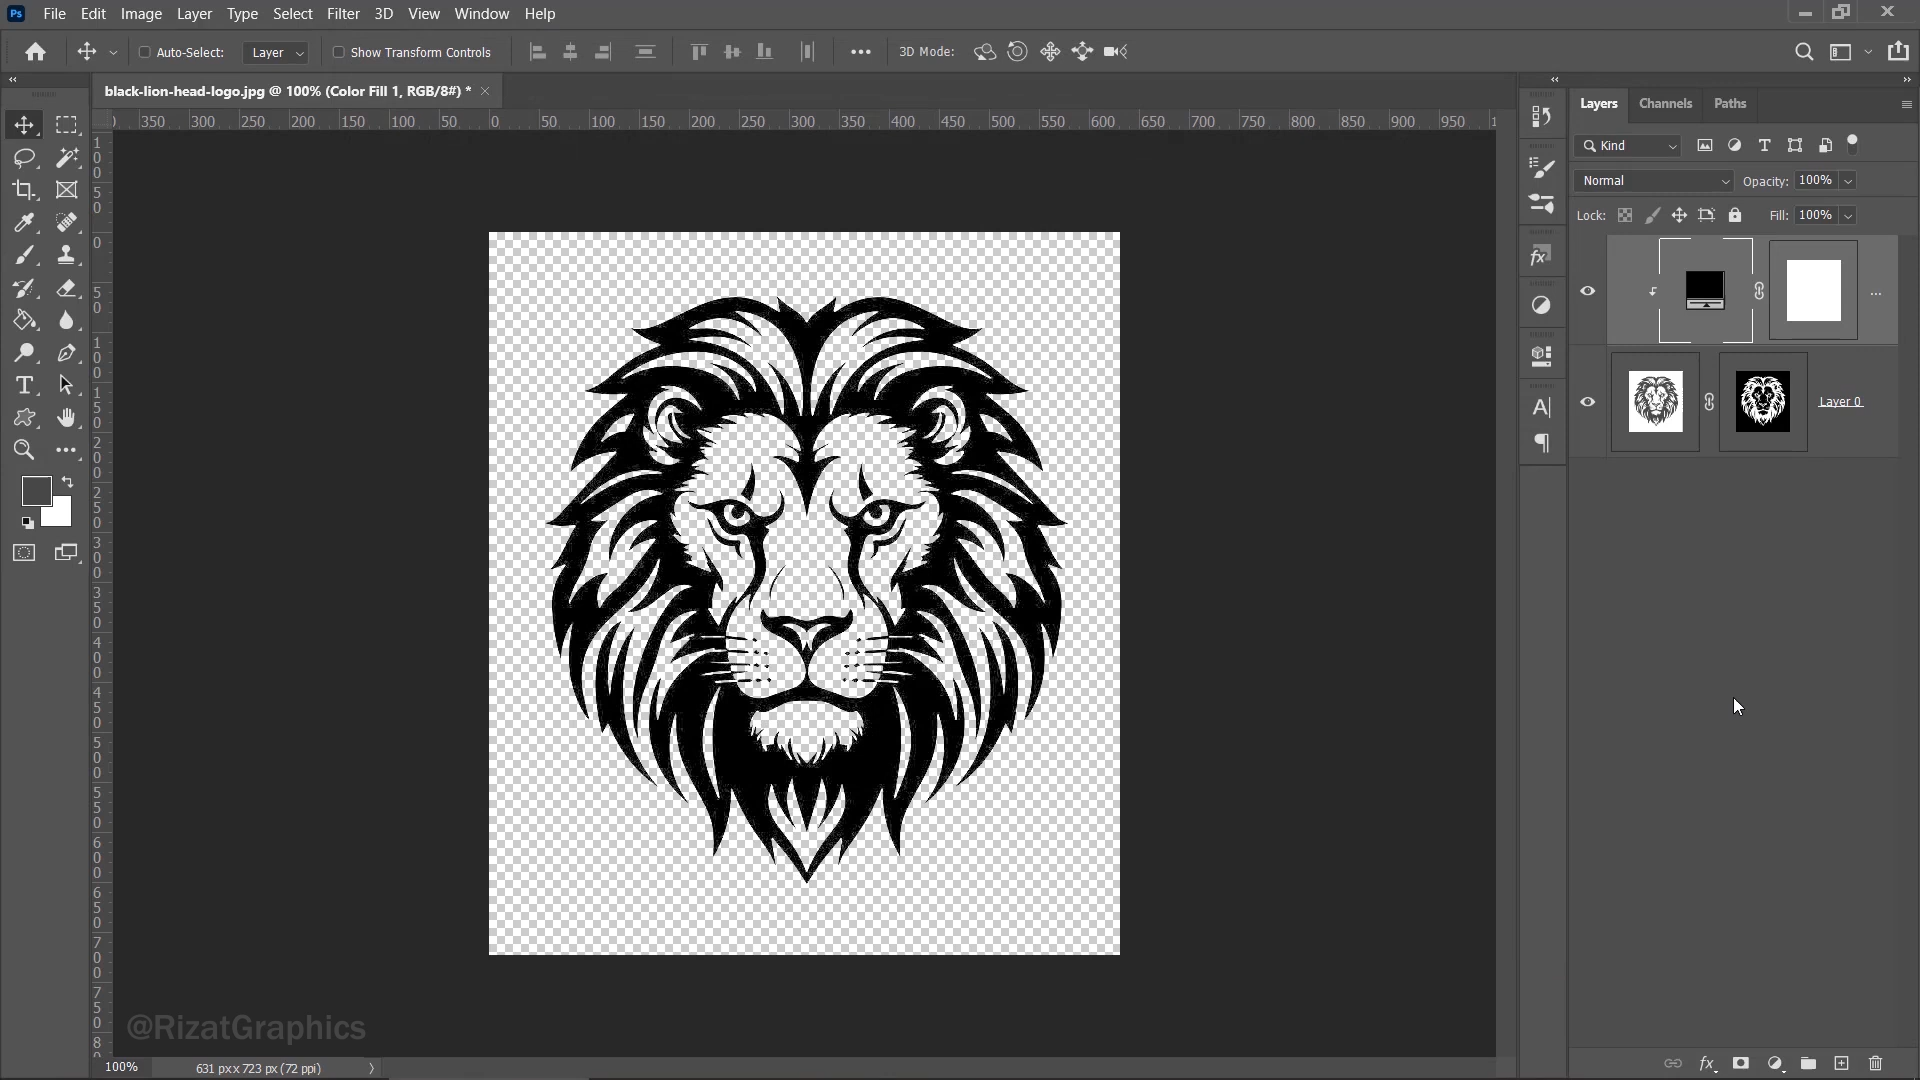 Ps File Edit Image Layer Type Select Filter 3D View Window Help
Auto-Select: Layer Show Transform Controls 3D Mode:
black-lion-head-logo.jpg @ 100% (Color Fill 1, RGB/8#) *
350 300 250 200 150 100 50 0 50 100 150 200 250 300 350 400 450 500 550 600 650 700 750 800 850 900 950
Layers Channels Paths
Kind
Normal Opacity: 100%
Lock: Fill: 100%
Layer 0
@RizatGraphics
100% 631 px x 723 px (72 ppi)